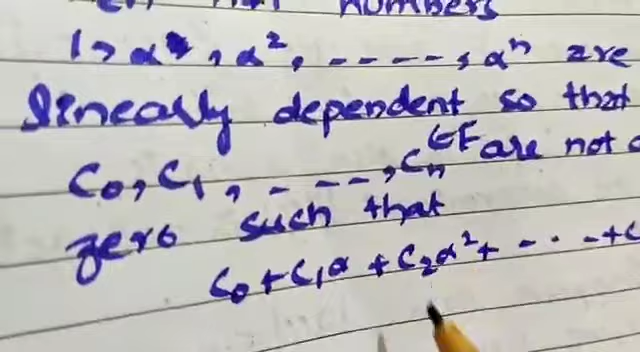 numbers
1, α, α², - - - - -, αⁿ are
linearly dependent so that
c₀, c₁, - - - -, cₙ ∈ F are not
zero such that
c₀ + c₁α + c₂α² + - - - + c